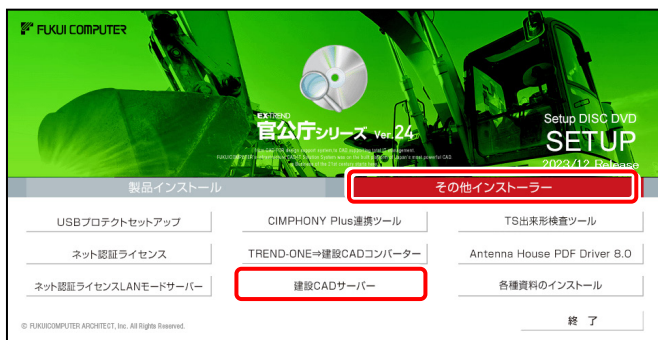 FUKUI COMPUTER
EX-TREND
官公庁シリーズ Ver.24
Setup DISC DVD
SETUP
2023/12 Release
製品インストール
その他インストーラー
USBプロテクトセットアップ
CIMPHONY Plus連携ツール
TS出来形検査ツール
ネット認証ライセンス
TREND-ONE⇒建設CADコンバーター
Antenna House PDF Driver 8.0
ネット認証ライセンスLANモードサーバー
建設CADサーバー
各種資料のインストール
© FUKUICOMPUTER ARCHITECT, Inc. All Rights Reserved.
終 了